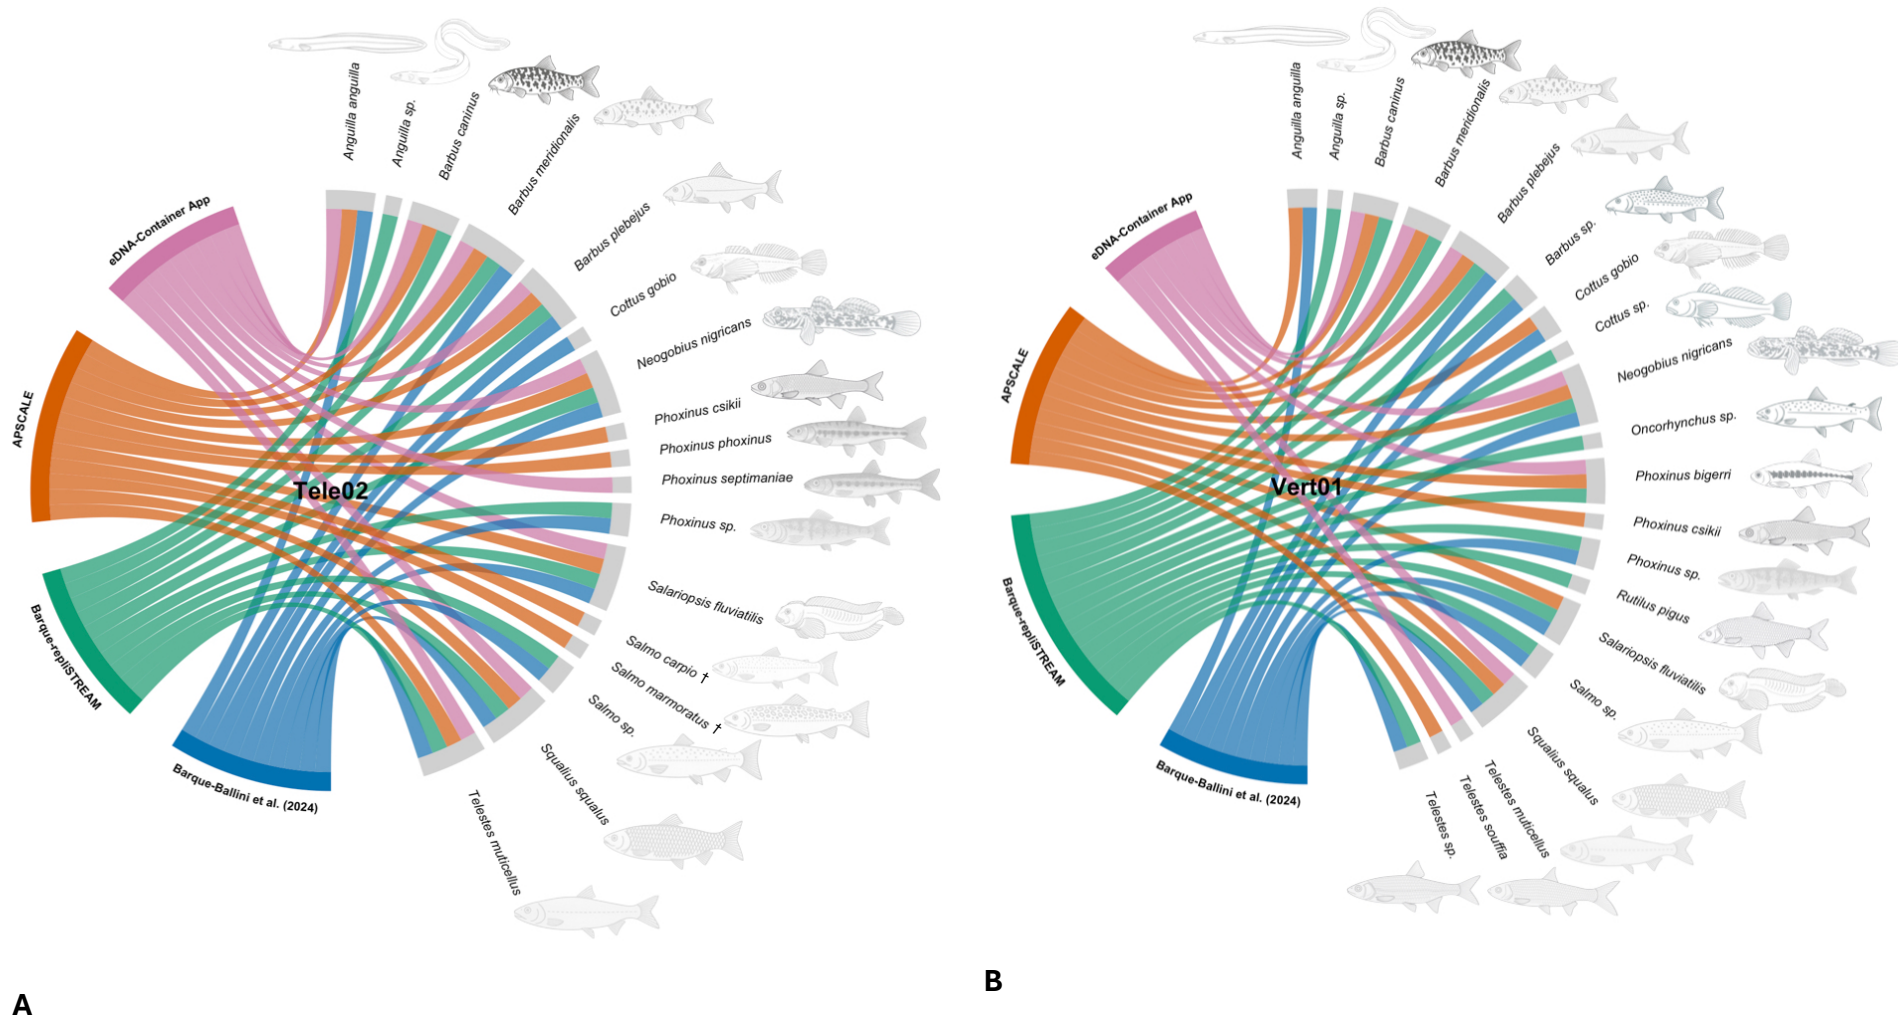 Anguilla anguilla
Anguilla sp.
Barbus caninus
Barbus meridionalis
Barbus plebejus
Cottus gobio
Neogobius nigricans
Phoxinus csikii
Phoxinus phoxinus
Phoxinus septimaniae
Phoxinus sp.
Salariopsis fluviatilis
Salmo carpio †
Salmo marmoratus †
Salmo sp.
Squalius squalus
Telestes muticellus
eDNA-Container App
APSCALE
Barque-repliSTREAM
Barque-Ballini et al. (2024)
Tele02
A
Anguilla anguilla
Anguilla sp.
Barbus caninus
Barbus meridionalis
Barbus plebejus
Barbus sp.
Cottus gobio
Cottus sp.
Neogobius nigricans
Oncorhynchus sp.
Phoxinus bigerri
Phoxinus csikii
Phoxinus sp.
Rutilus pigus
Salariopsis fluviatilis
Salmo sp.
Squalius squalus
Telestes muticellus
Telestes souffia
Telestes sp.
eDNA-Container App
APSCALE
Barque-repliSTREAM
Barque-Ballini et al. (2024)
Vert01
B